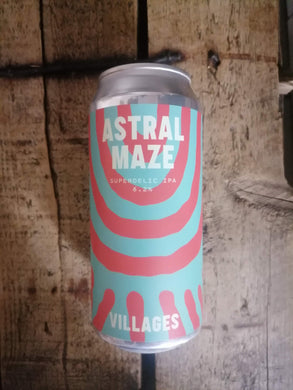 ASTRAL
MAZE
SUPERDELIC IPA
6.2%
VILLAGES